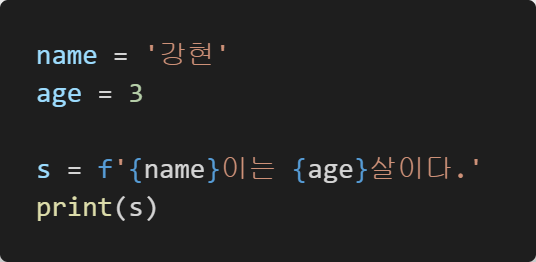 name = '강현'
age = 3
s = f'{name}이는 {age}살이다.'
print(s)